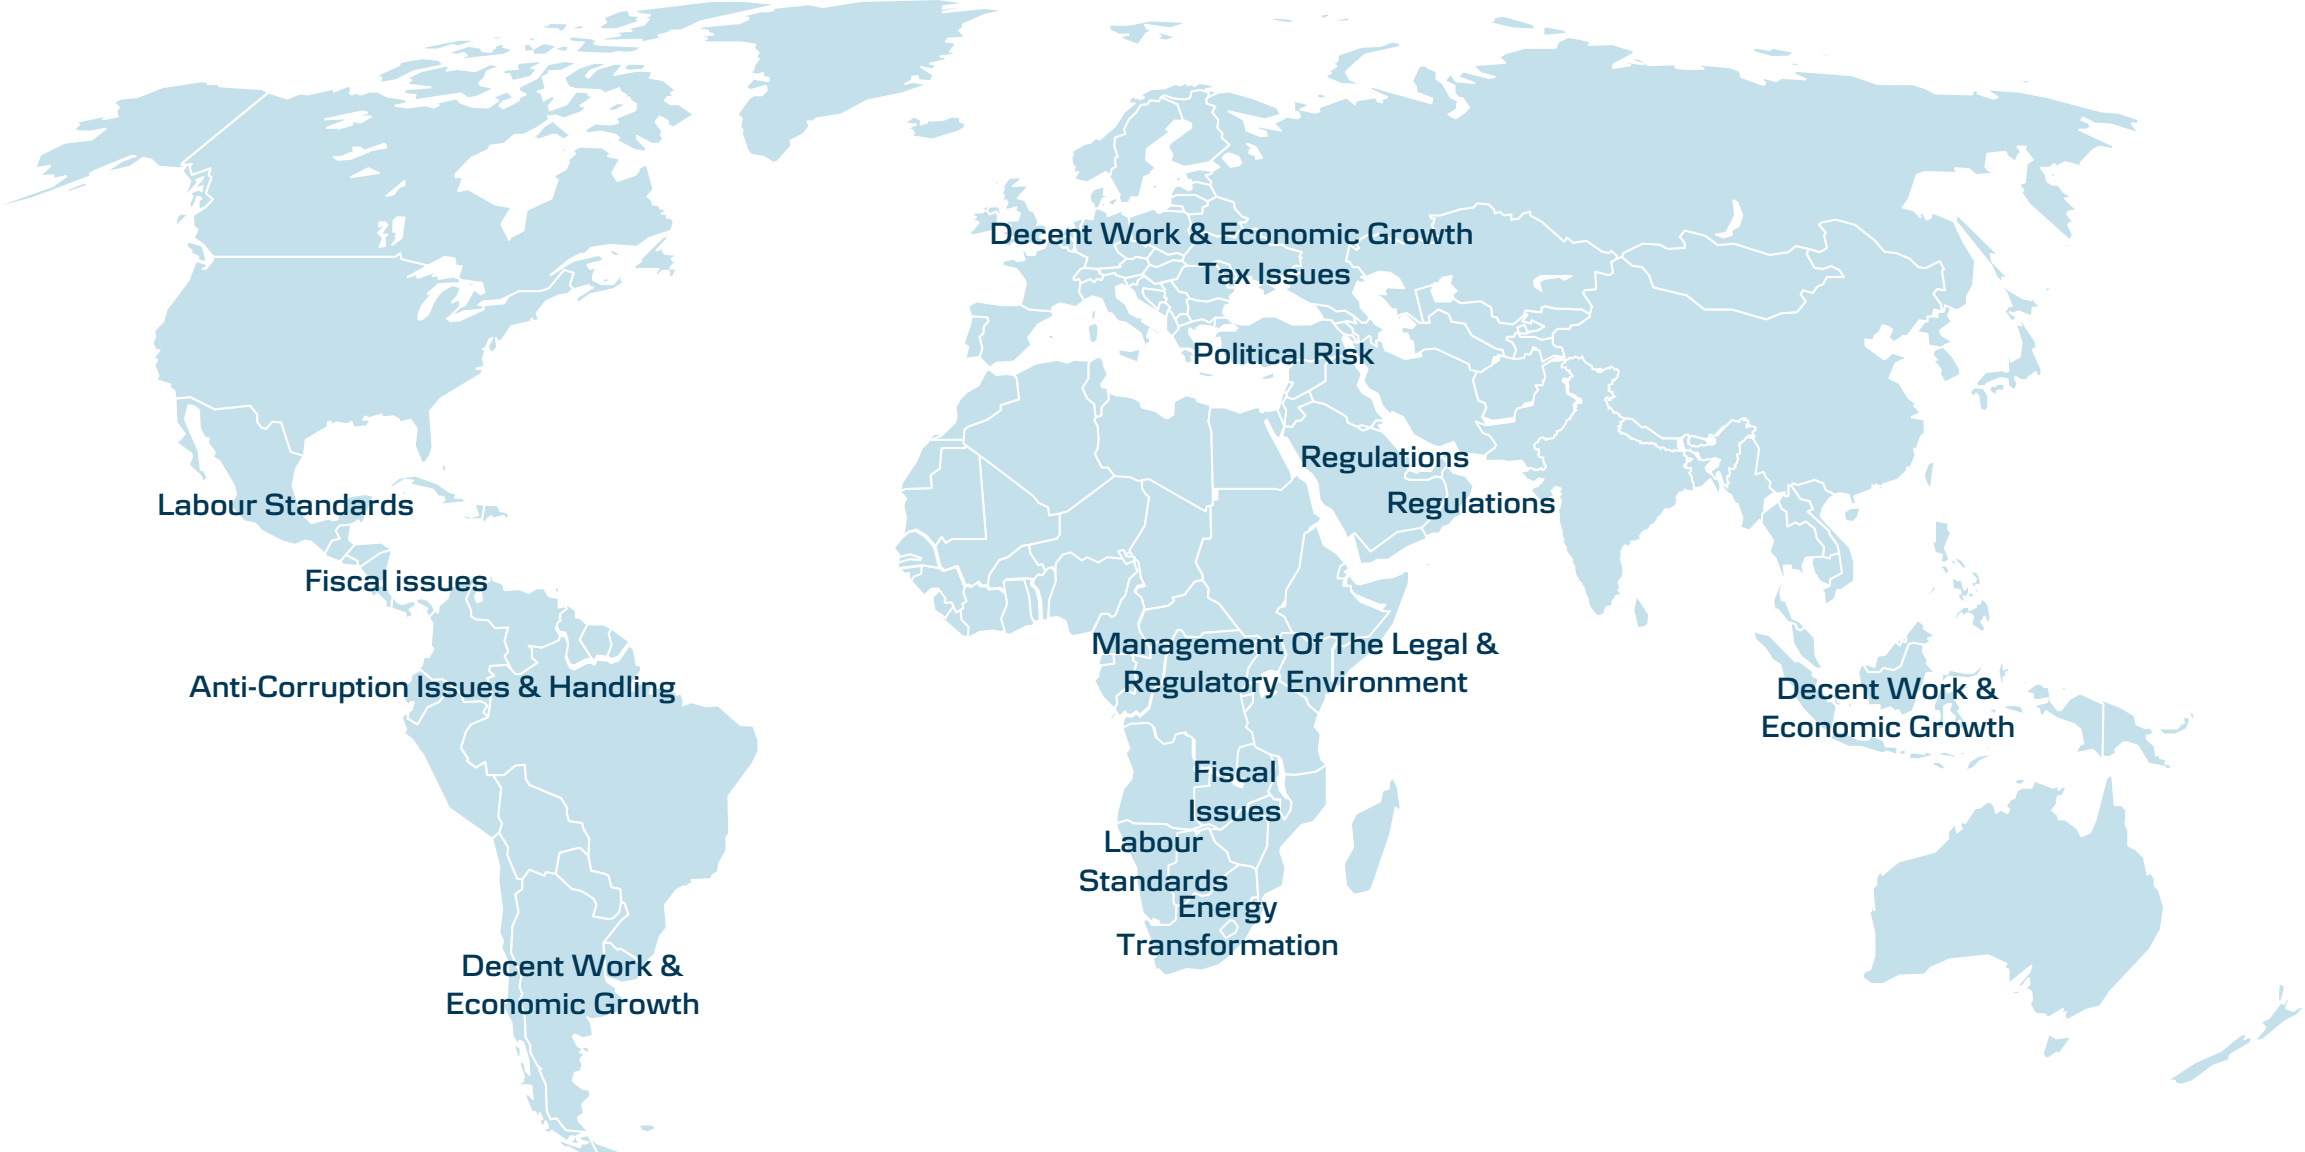 Decent Work & Economic Growth
Tax Issues
Political Risk
Regulations
Regulations
Labour Standards
Fiscal issues
Anti-Corruption Issues & Handling
Management Of The Legal &
Regulatory Environment
Decent Work &
Economic Growth
Fiscal
Issues
Labour
Standards
Energy
Transformation
Decent Work &
Economic Growth